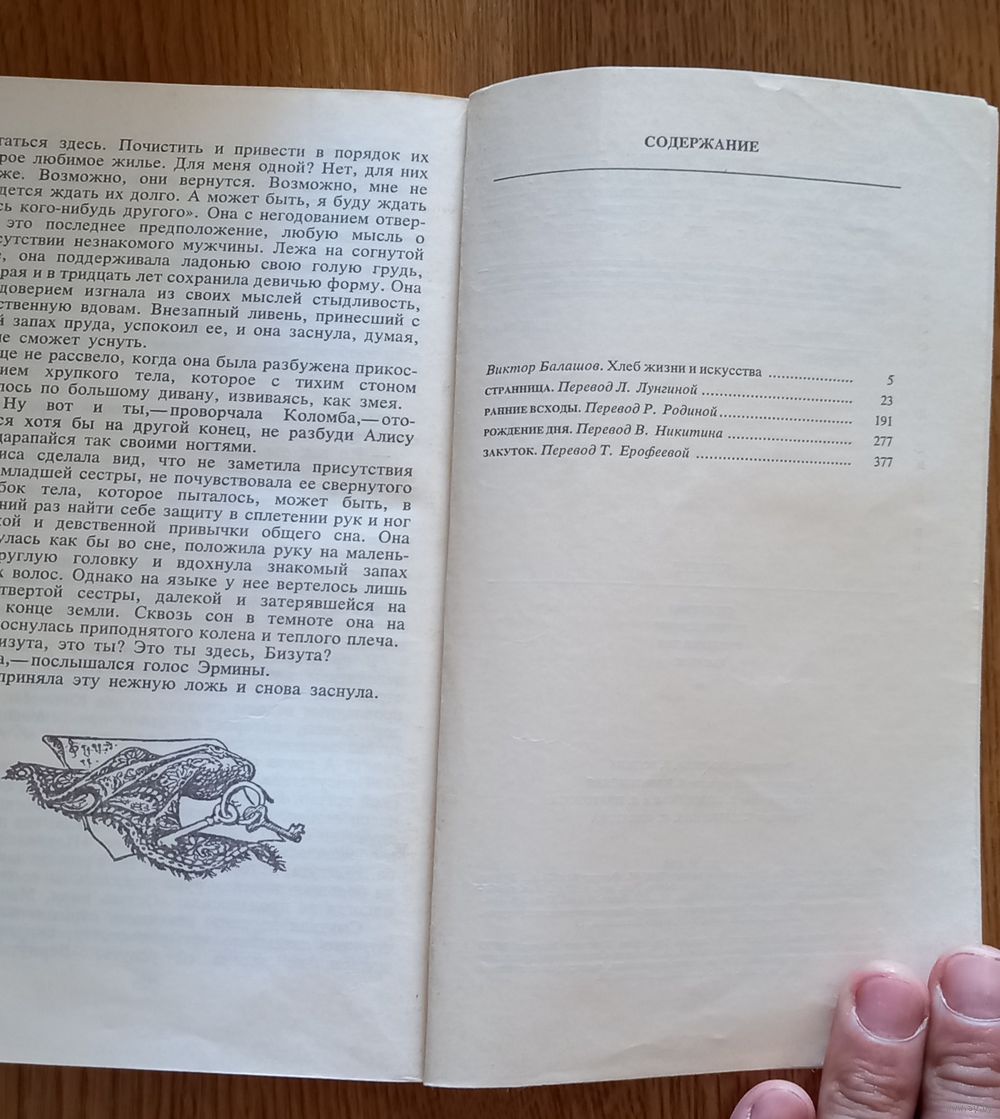 таться здесь. Почистить и привести в порядок их
рое любимое жилье. Для меня одной? Нет, для них
же. Возможно, они вернутся. Возможно, мне не
дется ждать их долго. А может быть, я буду ждать
сь кого-нибудь другого». Она с негодованием отвер-
это последнее предположение, любую мысль о
сутствии незнакомого мужчины. Лежа на согнутой
е, она поддерживала ладонью свою голую грудь,
рая и в тридцать лет сохранила девичью форму. Она
доверием изгнала из своих мыслей стыдливость,
ственную вдовам. Внезапный ливень, принесший с
й запах пруда, успокоил ее, и она заснула, думая,
не сможет уснуть.
ще не рассвело, когда она была разбужена прикос-
ием хрупкого тела, которое с тихим стоном
лось по большому дивану, извиваясь, как змея.
Ну вот и ты,—проворчала Коломба,—ото-
ся хотя бы на другой конец, не разбуди Алису
царапайся так своими ногтями.
иса сделала вид, что не заметила присутствия
младшей сестры, не почувствовала ее свернутого
бок тела, которое пыталось, может быть, в
ний раз найти себе защиту в сплетении рук и ног
кой и девственной привычки общего сна. Она
улась как бы во сне, положила руку на малень-
руглую головку и вдохнула знакомый запах
х волос. Однако на языке у нее вертелось лишь
твертой сестры, далекой и затерявшейся на
конце земли. Сквозь сон в темноте она на
оснулась приподнятого колена и теплого плеча.
изута, это ты? Это ты здесь, Бизута?
а,—послышался голос Эрмины.
приняла эту нежную ложь и снова заснула.
СОДЕРЖАНИЕ
Виктор Балашов. Хлеб жизни и искусства .................... 5
СТРАННИЦА. Перевод Л. Лунгиной .................... 23
РАННИЕ ВСХОДЫ. Перевод Р. Родиной .................... 191
РОЖДЕНИЕ ДНЯ. Перевод В. Никитина .................... 277
ЗАКУТОК. Перевод Т. Ерофеевой .................... 377